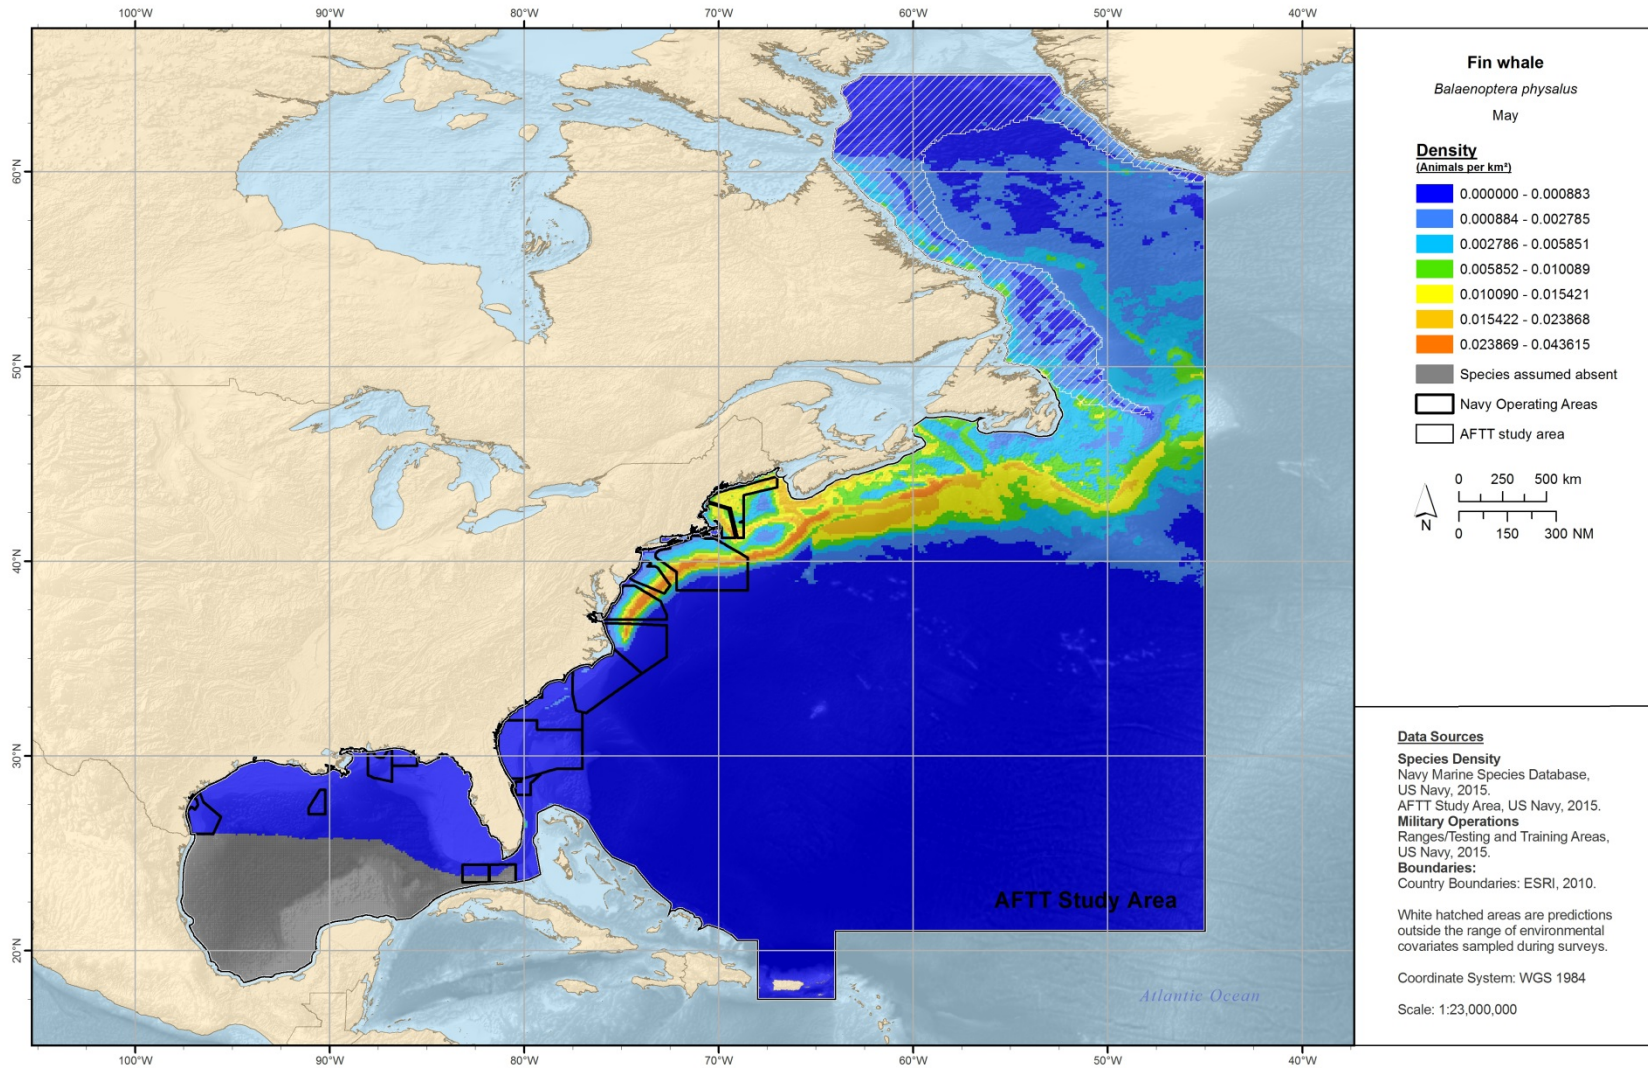 100°W 90°W 80°W 70°W 60°W 50°W 40°W
60°N
50°N
40°N
30°N
20°N
60°N
50°N
40°N
30°N
20°N
AFTT Study Area
Atlantic Ocean
100°W 90°W 80°W 70°W 60°W 50°W 40°W
Fin whale
Balaenoptera physalus
May
Density
(Animals per km²)
0.000000 - 0.000883
0.000884 - 0.002785
0.002786 - 0.005851
0.005852 - 0.010089
0.010090 - 0.015421
0.015422 - 0.023868
0.023869 - 0.043615
Species assumed absent
Navy Operating Areas
AFTT study area
0 250 500 km
0 150 300 NM
N
Data Sources
Species Density
Navy Marine Species Database,
US Navy, 2015.
AFTT Study Area, US Navy, 2015.
Military Operations
Ranges/Testing and Training Areas,
US Navy, 2015.
Boundaries:
Country Boundaries: ESRI, 2010.
White hatched areas are predictions
outside the range of environmental
covariates sampled during surveys.
Coordinate System: WGS 1984
Scale: 1:23,000,000